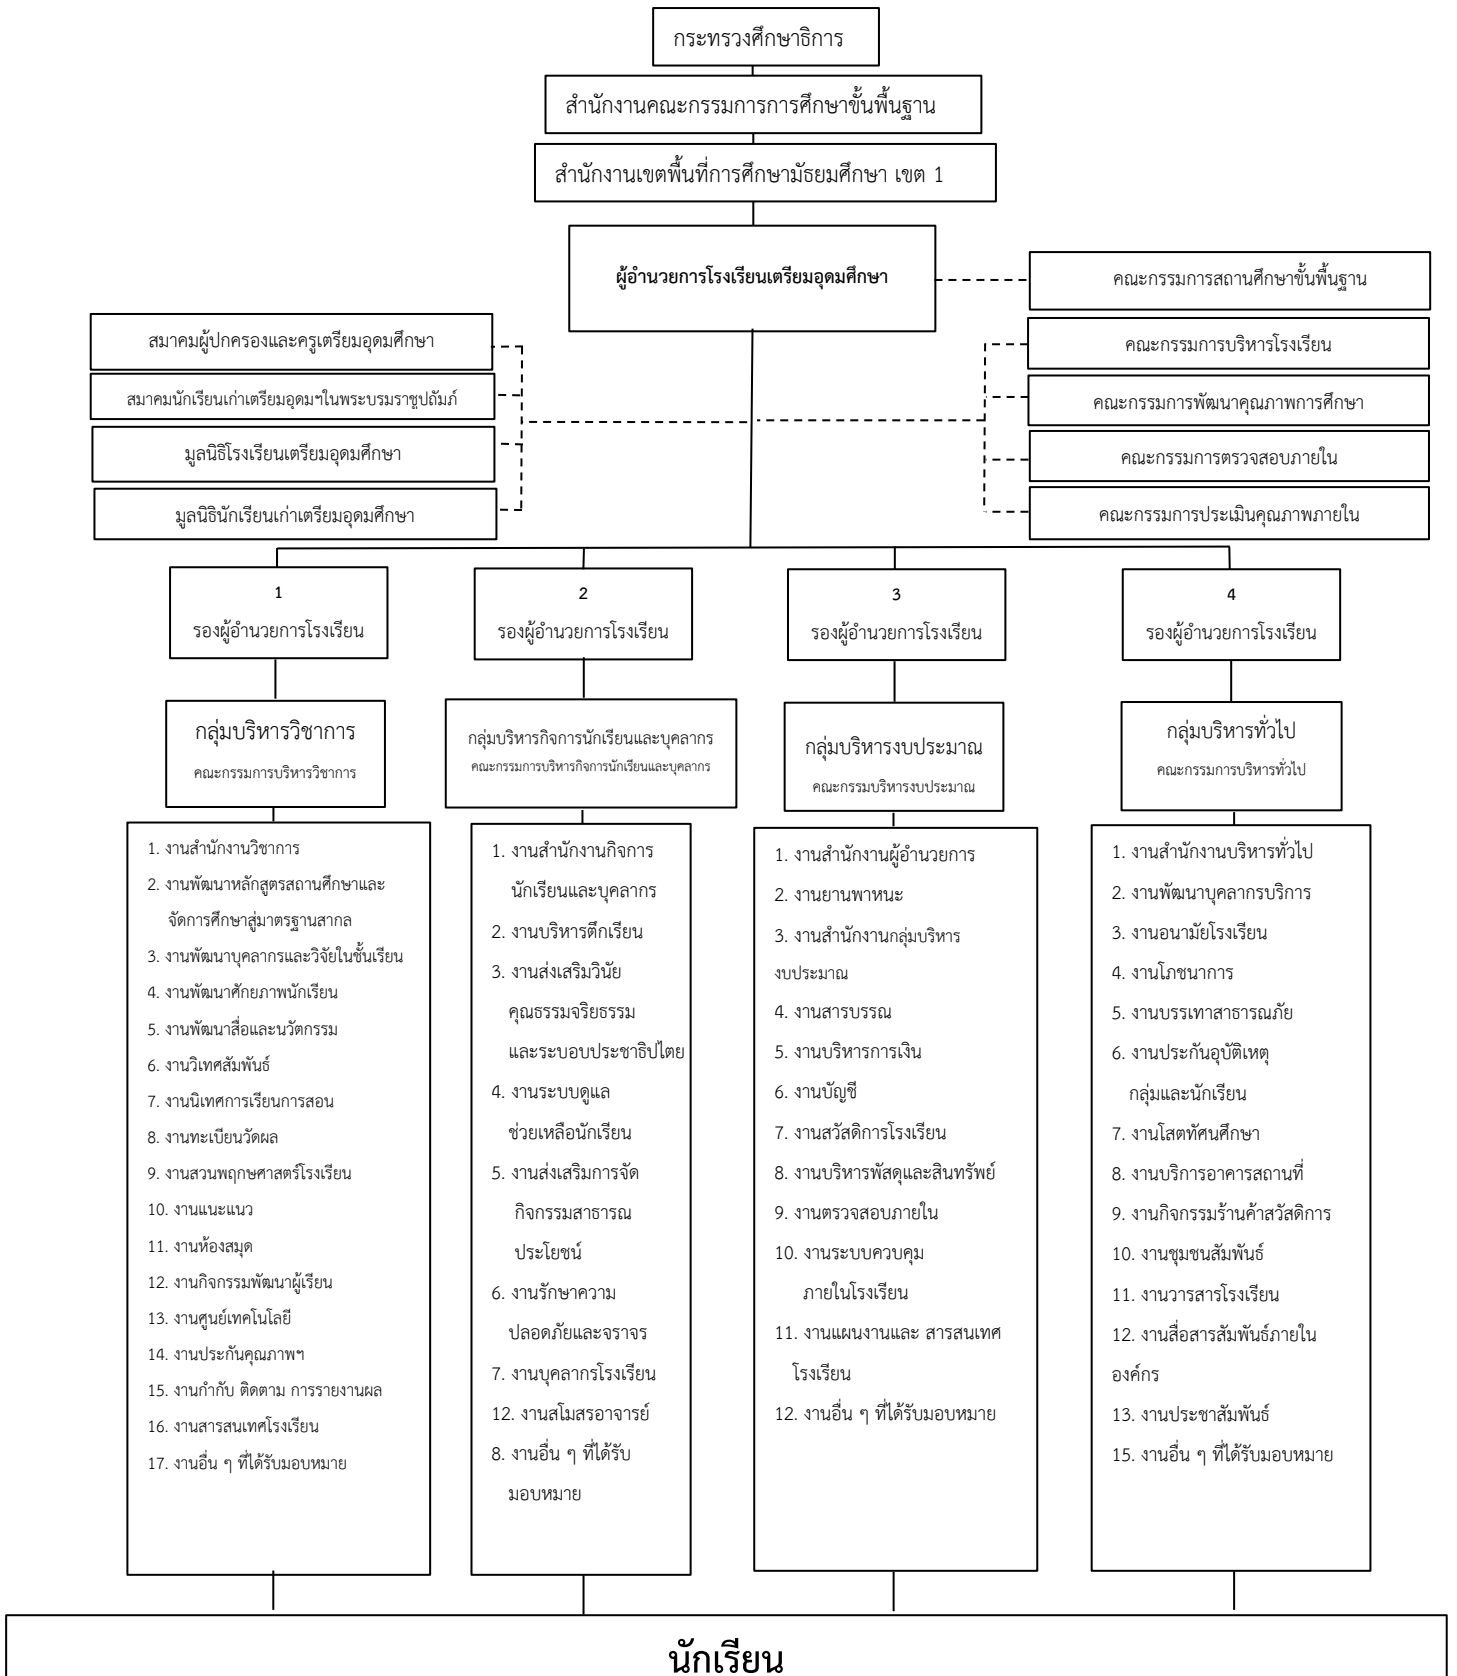 กระทรวงศึกษาธิการ
สำนักงานคณะกรรมการการศึกษาขั้นพื้นฐาน
สำนักงานเขตพื้นที่การศึกษามัธยมศึกษา เขต 1
ผู้อำนวยการโรงเรียนเตรียมอุดมศึกษา
คณะกรรมการสถานศึกษาขั้นพื้นฐาน
สมาคมผู้ปกครองและครูเตรียมอุดมศึกษา
สมาคมนักเรียนเก่าเตรียมอุดมฯในพระบรมราชูปถัมภ์
มูลนิธิโรงเรียนเตรียมอุดมศึกษา
มูลนิธินักเรียนเก่าเตรียมอุดมศึกษา
คณะกรรมการบริหารโรงเรียน
คณะกรรมการพัฒนาคุณภาพการศึกษา
คณะกรรมการตรวจสอบภายใน
คณะกรรมการประเมินคุณภาพภายใน
1
รองผู้อำนวยการโรงเรียน
2
รองผู้อำนวยการโรงเรียน
3
รองผู้อำนวยการโรงเรียน
4
รองผู้อำนวยการโรงเรียน
กลุ่มบริหารวิชาการ
คณะกรรมการบริหารวิชาการ
กลุ่มบริหารกิจการนักเรียนและบุคลากร
คณะกรรมการบริหารกิจการนักเรียนและบุคลากร
กลุ่มบริหารงบประมาณ
คณะกรรมบริหารงบประมาณ
กลุ่มบริหารทั่วไป
คณะกรรมการบริหารทั่วไป
1. งานสำนักงานวิชาการ
2. งานพัฒนาหลักสูตรสถานศึกษาและ
จัดการศึกษาสู่มาตรฐานสากล
3. งานพัฒนาบุคลากรและวิจัยในชั้นเรียน
4. งานพัฒนาศักยภาพนักเรียน
5. งานพัฒนาสื่อและนวัตกรรม
6. งานวิเทศสัมพันธ์
7. งานนิเทศการเรียนการสอน
8. งานทะเบียนวัดผล
9. งานสวนพฤกษศาสตร์โรงเรียน
10. งานแนะแนว
11. งานห้องสมุด
12. งานกิจกรรมพัฒนาผู้เรียน
13. งานศูนย์เทคโนโลยี
14. งานประกันคุณภาพฯ
15. งานกำกับ ติดตาม การรายงานผล
16. งานสารสนเทศโรงเรียน
17. งานอื่น ๆ ที่ได้รับมอบหมาย
1. งานสำนักงานกิจการ
นักเรียนและบุคลากร
2. งานบริหารตึกเรียน
3. งานส่งเสริมวินัย
คุณธรรมจริยธรรม
และระบอบประชาธิปไตย
4. งานระบบดูแล
ช่วยเหลือนักเรียน
5. งานส่งเสริมการจัด
กิจกรรมสาธารณ
ประโยชน์
6. งานรักษาความ
ปลอดภัยและจราจร
7. งานบุคลากรโรงเรียน
12. งานสโมสรอาจารย์
8. งานอื่น ๆ ที่ได้รับ
มอบหมาย
1. งานสำนักงานผู้อำนวยการ
2. งานยานพาหนะ
3. งานสำนักงานกลุ่มบริหาร
งบประมาณ
4. งานสารบรรณ
5. งานบริหารการเงิน
6. งานบัญชี
7. งานสวัสดิการโรงเรียน
8. งานบริหารพัสดุและสินทรัพย์
9. งานตรวจสอบภายใน
10. งานระบบควบคุม
ภายในโรงเรียน
11. งานแผนงานและ สารสนเทศ
โรงเรียน
12. งานอื่น ๆ ที่ได้รับมอบหมาย
1. งานสำนักงานบริหารทั่วไป
2. งานพัฒนาบุคลากรบริการ
3. งานอนามัยโรงเรียน
4. งานโภชนาการ
5. งานบรรเทาสาธารณภัย
6. งานประกันอุบัติเหตุ
กลุ่มและนักเรียน
7. งานโสตทัศนศึกษา
8. งานบริการอาคารสถานที่
9. งานกิจกรรมร้านค้าสวัสดิการ
10. งานชุมชนสัมพันธ์
11. งานวารสารโรงเรียน
12. งานสื่อสารสัมพันธ์ภายใน
องค์กร
13. งานประชาสัมพันธ์
15. งานอื่น ๆ ที่ได้รับมอบหมาย
นักเรียน